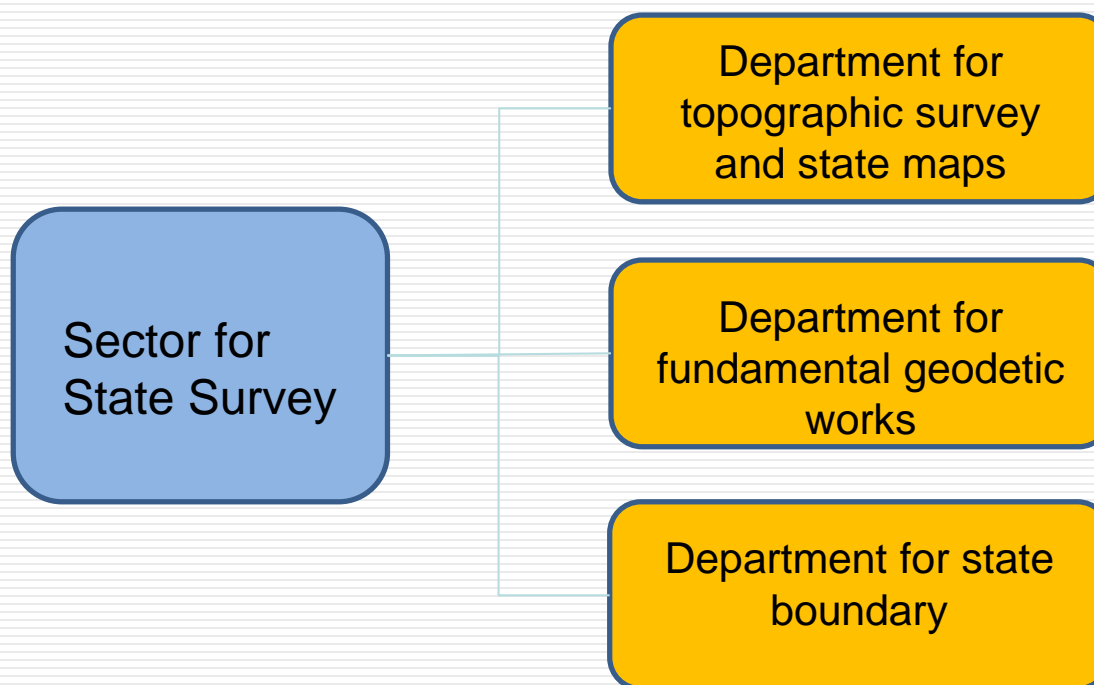 Department for
topographic survey
and state maps
Sector for
State Survey
Department for
fundamental geodetic
works
Department for state
boundary